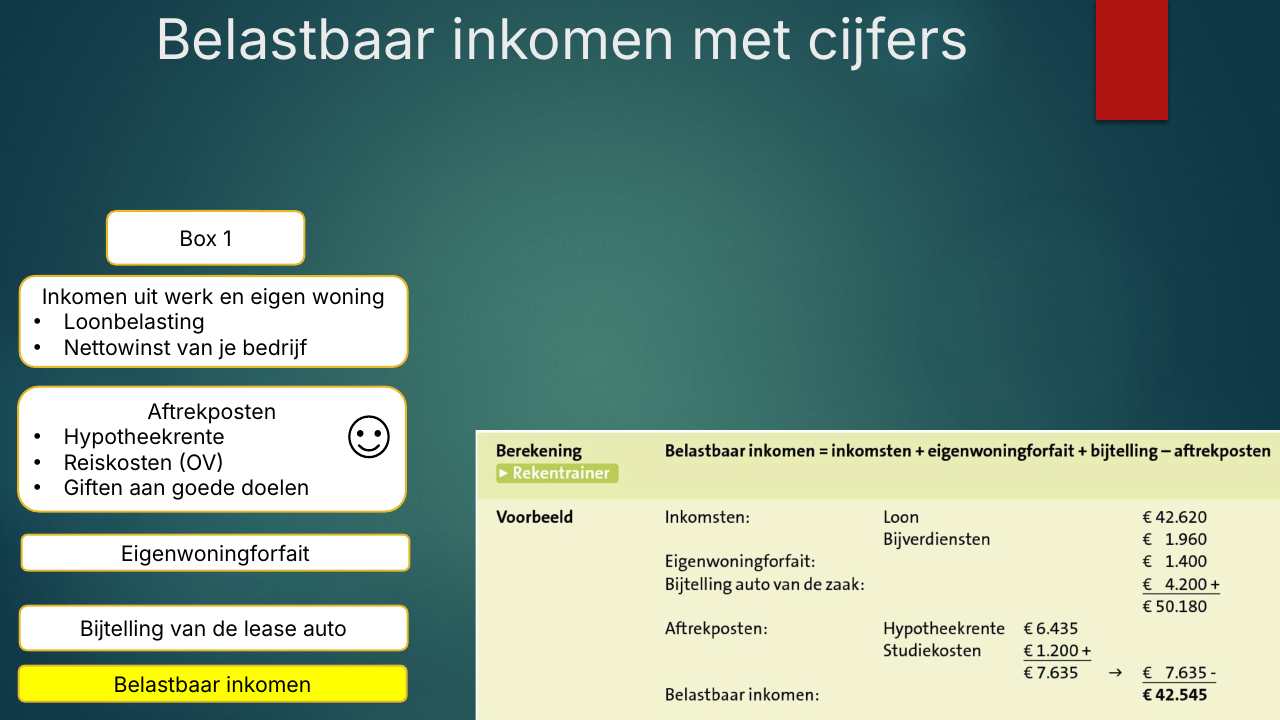 Belastbaar inkomen met cijfers
Box 1
Inkomen uit werk en eigen woning
• Loonbelasting
• Nettowinst van je bedrijf
Aftrekposten
• Hypotheekrente
• Reiskosten (OV)
• Giften aan goede doelen
Eigenwoningforfait
Bijtelling van de lease auto
Belastbaar inkomen
Berekening Belastbaar inkomen = inkomsten + eigenwoningforfait + bijtelling – aftrekposten
▸ Rekentrainer
Voorbeeld Inkomsten: Loon € 42.620
Bijverdiensten € 1.960
Eigenwoningforfait: € 1.400
Bijtelling auto van de zaak: € 4.200 +
€ 50.180
Aftrekposten: Hypotheekrente € 6.435
Studiekosten € 1.200 +
€ 7.635 → € 7.635 -
Belastbaar inkomen: € 42.545